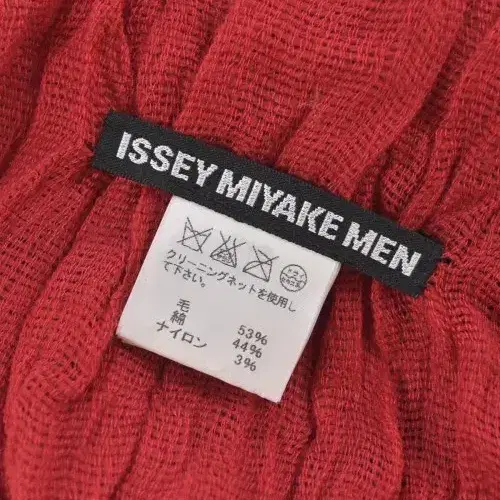 ISSEY MIYAKE MEN
クリーニングネットを使用し
て下さい。
毛 53%
綿 44%
ナイロン 3%